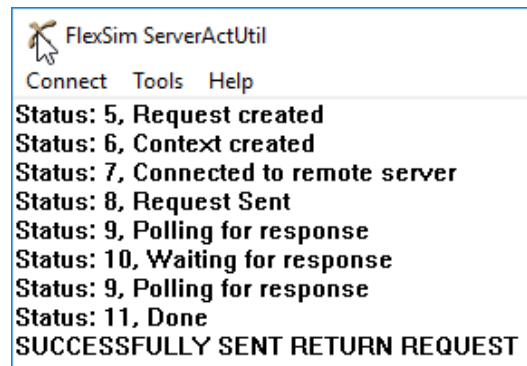 FlexSim ServerActUtil
Connect Tools Help
Status: 5, Request created
Status: 6, Context created
Status: 7, Connected to remote server
Status: 8, Request Sent
Status: 9, Polling for response
Status: 10, Waiting for response
Status: 9, Polling for response
Status: 11, Done
SUCCESSFULLY SENT RETURN REQUEST